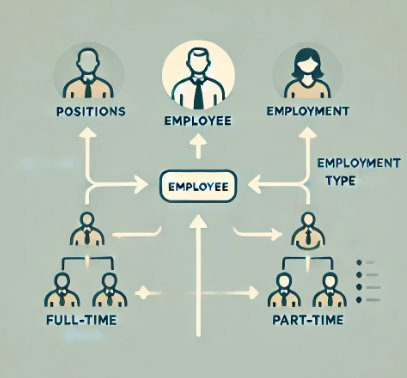 POSITIONS
EMPLOYEE
EMPLOYMENT
EMPLOYEE
EMPLOYMENT
TYPE
FULL-TIME
PART-TIME